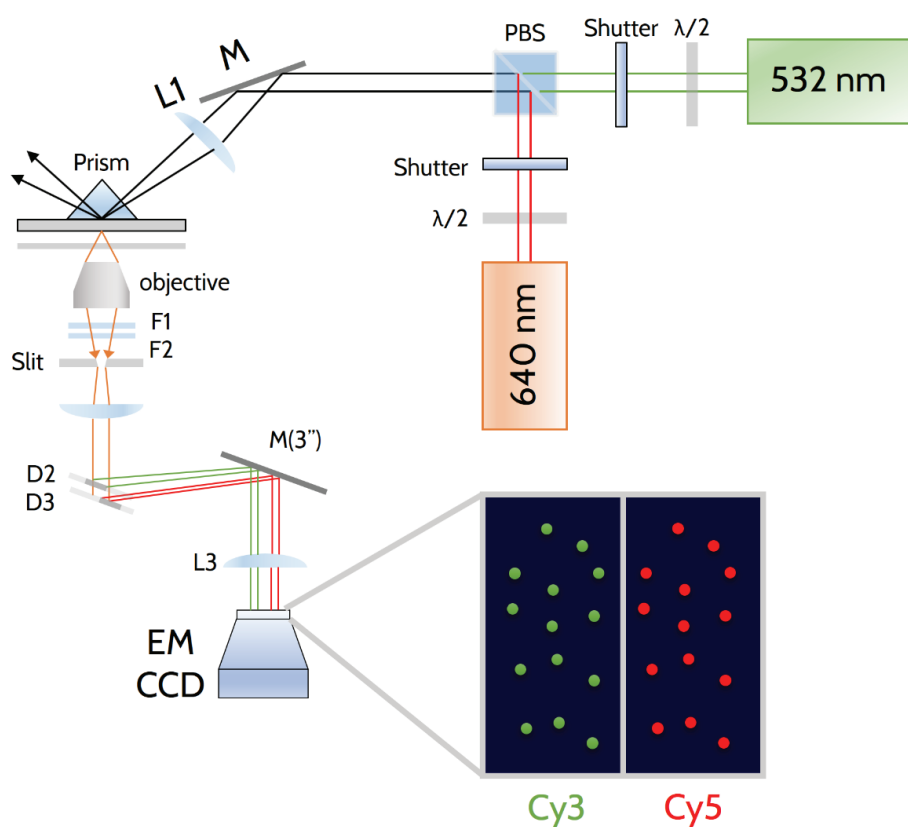 PBS
Shutter
λ/2
532 nm
M
L1
Prism
Shutter
λ/2
640 nm
objective
F1
F2
Slit
M(3”)
D2
D3
L3
EM
CCD
Cy3
Cy5